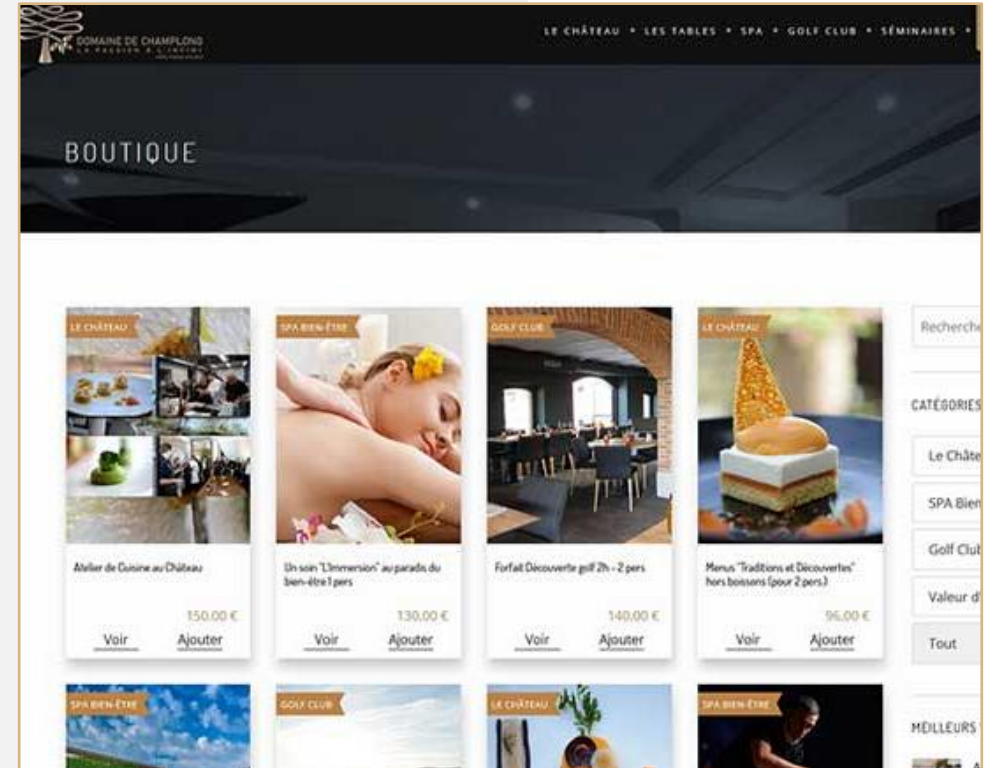 DOMAINE DE CHAMPLONG
LA PASSION À L'INFINI
LE CHÂTEAU • LES TABLES • SPA • GOLF CLUB • SÉMINAIRES •
BOUTIQUE
LE CHÂTEAU
Atelier de Cuisine au Château
150,00 €
Voir Ajouter
SPA BIEN-ÊTRE
Un soin "L'Immersion" au paradis du
bien-être 1 pers
130,00 €
Voir Ajouter
GOLF CLUB
Forfait Découverte golf 2h - 2 pers
140,00 €
Voir Ajouter
LE CHÂTEAU
Menus "Traditions et Découvertes"
hors boissons (pour 2 pers.)
96,00 €
Voir Ajouter
SPA BIEN-ÊTRE
GOLF CLUB
LE CHÂTEAU
SPA BIEN-ÊTRE
Recherche
CATÉGORIES
Le Châte
SPA Bien
Golf Club
Valeur d'
Tout
MEILLEURS